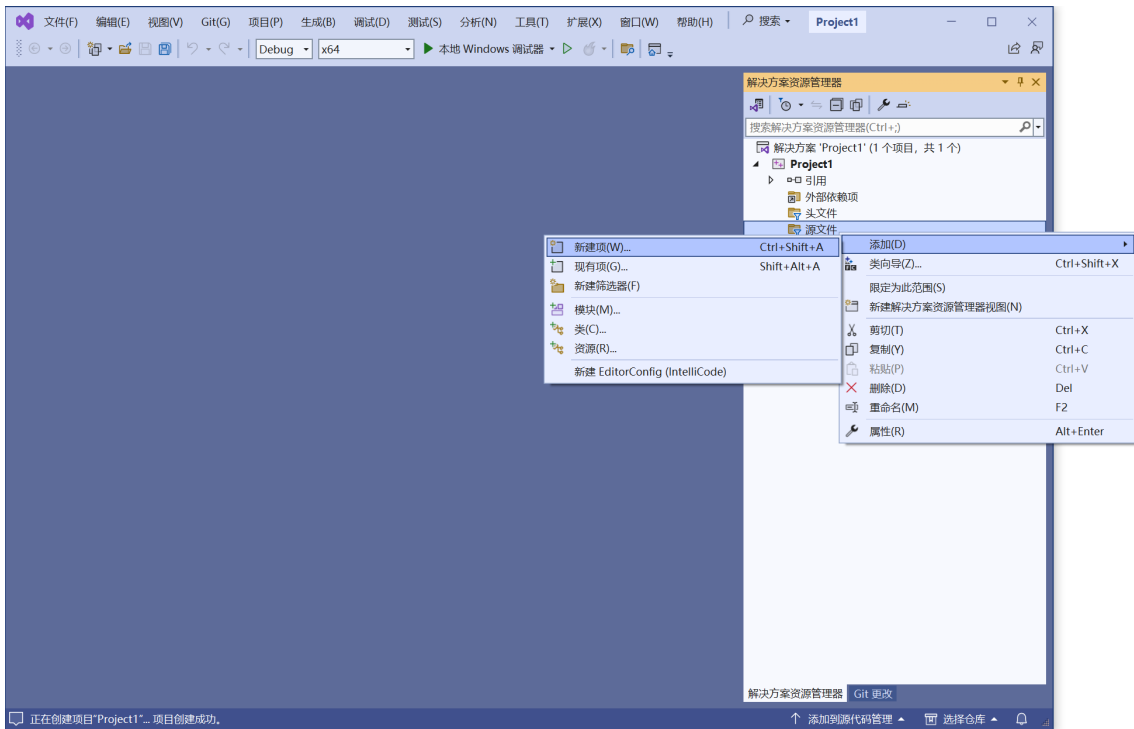 文件(F) 编辑(E) 视图(V) Git(G) 项目(P) 生成(B) 调试(D) 测试(S) 分析(N) 工具(T) 扩展(X) 窗口(W) 帮助(H) 搜索 Project1
Debug x64 本地 Windows 调试器
解决方案资源管理器
搜索解决方案资源管理器(Ctrl+;)
解决方案 'Project1' (1 个项目，共 1 个)
Project1
引用
外部依赖项
头文件
源文件
新建项(W)... Ctrl+Shift+A
现有项(G)... Shift+Alt+A
新建筛选器(F)
模块(M)...
类(C)...
资源(R)...
新建 EditorConfig (IntelliCode)
添加(D)
类向导(Z)... Ctrl+Shift+X
限定为此范围(S)
新建解决方案资源管理器视图(N)
剪切(T) Ctrl+X
复制(Y) Ctrl+C
粘贴(P) Ctrl+V
删除(D) Del
重命名(M) F2
属性(R) Alt+Enter
解决方案资源管理器 Git 更改
正在创建项目"Project1"... 项目创建成功。 添加到源代码管理 选择仓库